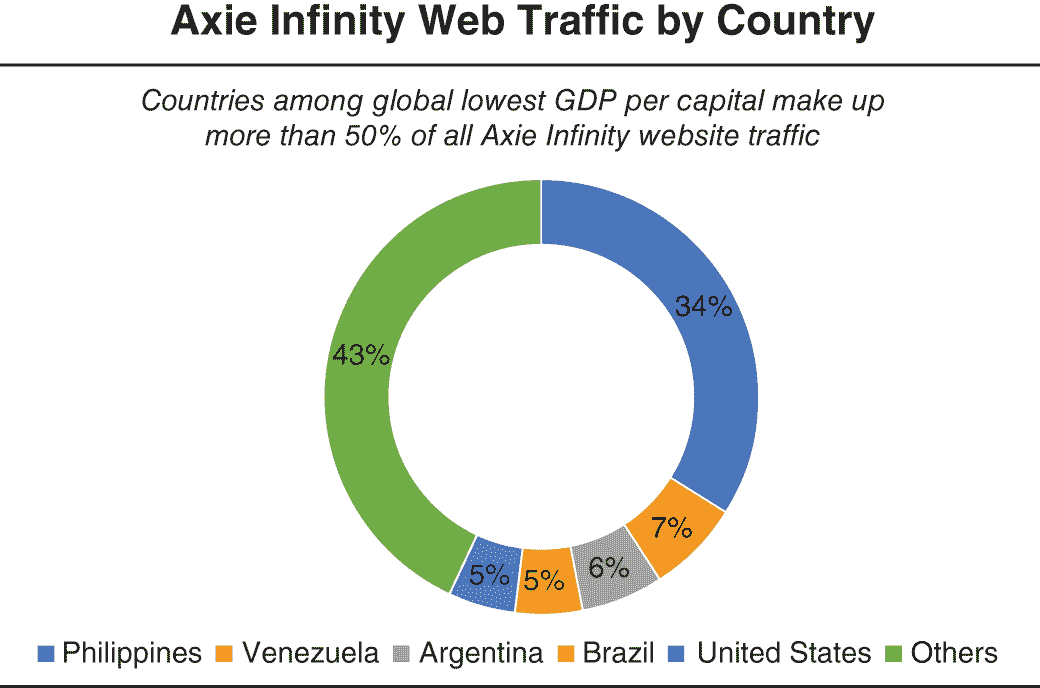 Axie Infinity Web Traffic by Country
Countries among global lowest GDP per capital make up
more than 50% of all Axie Infinity website traffic
34%
43%
7%
6%
5%
5%
Philippines Venezuela Argentina Brazil United States Others